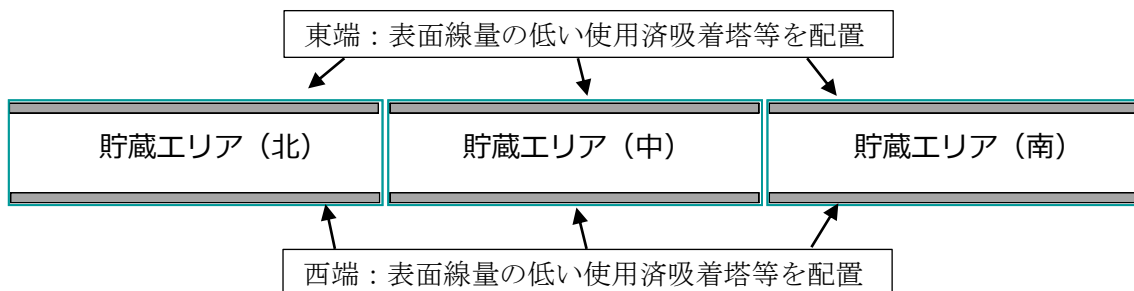 東端：表面線量の低い使用済吸着塔等を配置
貯蔵エリア（北）
貯蔵エリア（中）
貯蔵エリア（南）
西端：表面線量の低い使用済吸着塔等を配置